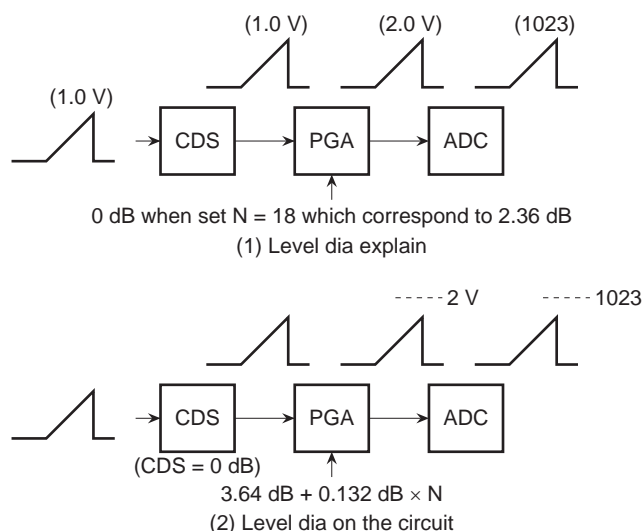 (1.0 V) (2.0 V) (1023)
(1.0 V)
CDS PGA ADC
0 dB when set N = 18 which correspond to 2.36 dB
(1) Level dia explain
2 V 1023
CDS PGA ADC
(CDS = 0 dB)
3.64 dB + 0.132 dB × N
(2) Level dia on the circuit